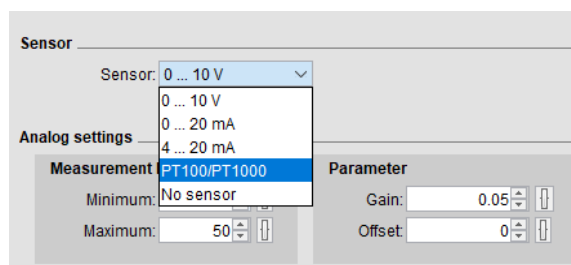 Sensor
Sensor: 0 ... 10 V
0 ... 10 V
0 ... 20 mA
4 ... 20 mA
PT100/PT1000
No sensor
Analog settings
Measurement
Parameter
Minimum:
Gain: 0.05
Maximum: 50
Offset: 0